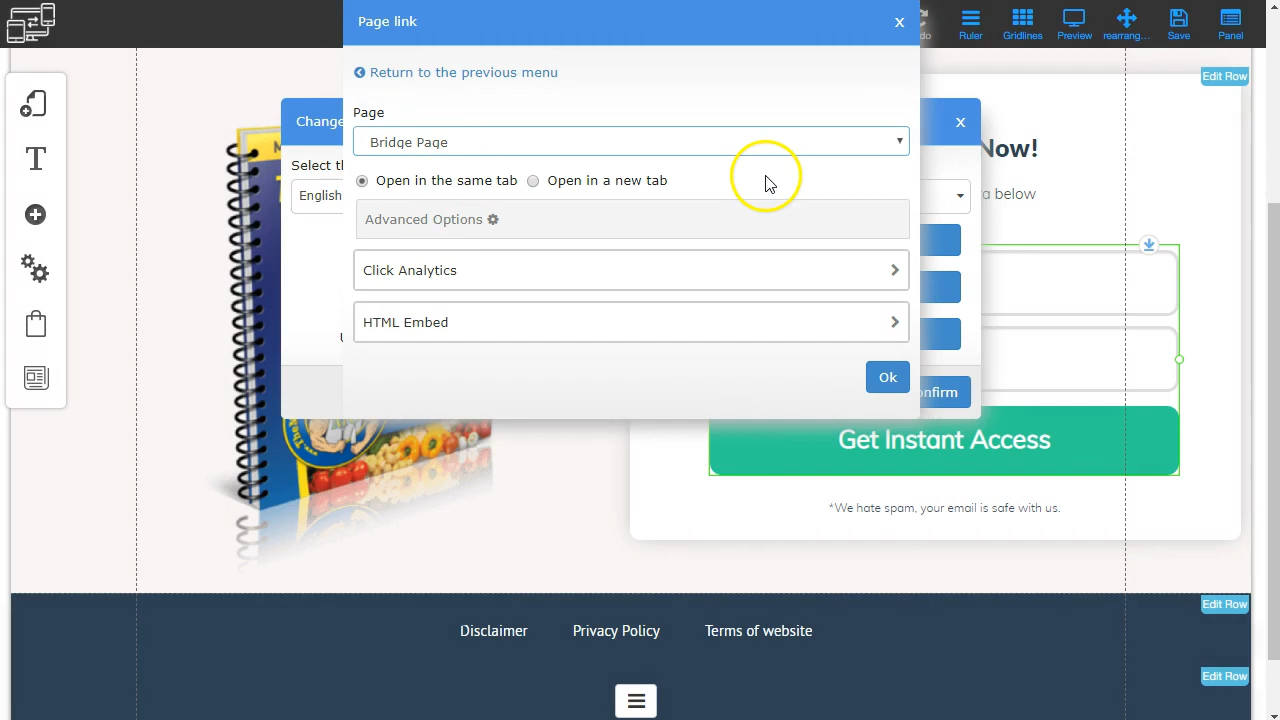 Page link
x
do
Ruler
Gridlines
Preview
rearrang...
Save
Panel
Return to the previous menu
Edit Row
Page
Change
x
Now!
Bridge Page
Select th
Open in the same tab
Open in a new tab
English
a below
Advanced Options
Click Analytics
HTML Embed
Ok
onfirm
Get Instant Access
*We hate spam, your email is safe with us.
Edit Row
Disclaimer
Privacy Policy
Terms of website
Edit Row